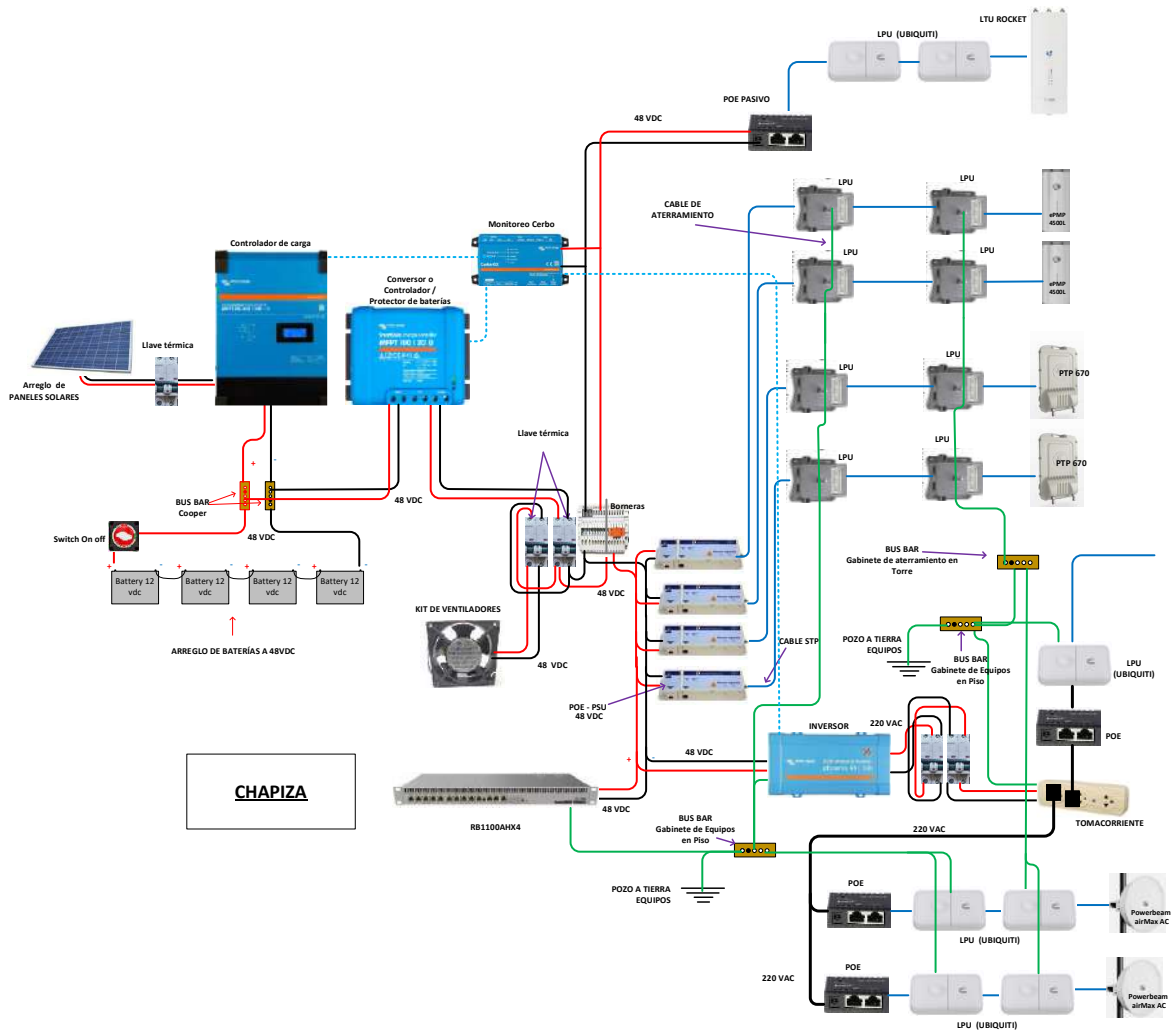 LTU ROCKET
LPU (UBIQUITI)
POE PASIVO
48 VDC
LPU
LPU
ePMP
4500L
CABLE DE
ATERRAMIENTO
Monitoreo Cerbo
Controlador de carga
LPU
LPU
ePMP
4500L
Conversor o
Controlador /
Protector de baterías
MPPT 150
Llave térmica
Arreglo de
PANELES SOLARES
LPU
LPU
PTP 670
Llave térmica
LPU
LPU
PTP 670
+
-
BUS BAR
Cooper
48 VDC
Borneras
Switch On off
48 VDC
+
-
+
-
+
-
+
-
Battery 12
vdc
Battery 12
vdc
Battery 12
vdc
Battery 12
vdc
BUS BAR
Gabinete de aterramiento en
Torre
48 VDC
KIT DE VENTILADORES
ARREGLO DE BATERÍAS A 48VDC
CABLE STP
POZO A TIERRA
EQUIPOS
BUS BAR
Gabinete de Equipos
en Piso
LPU
(UBIQUITI)
48 VDC
POE - PSU
48 VDC
INVERSOR
220 VAC
POE
+
-
48 VDC
CHAPIZA
48 VDC
RB1100AHX4
TOMACORRIENTE
BUS BAR
Gabinete de Equipos
en Piso
220 VAC
POZO A TIERRA
EQUIPOS
POE
LPU (UBIQUITI)
Powerbeam
airMax AC
220 VAC
POE
LPU (UBIQUITI)
Powerbeam
airMax AC